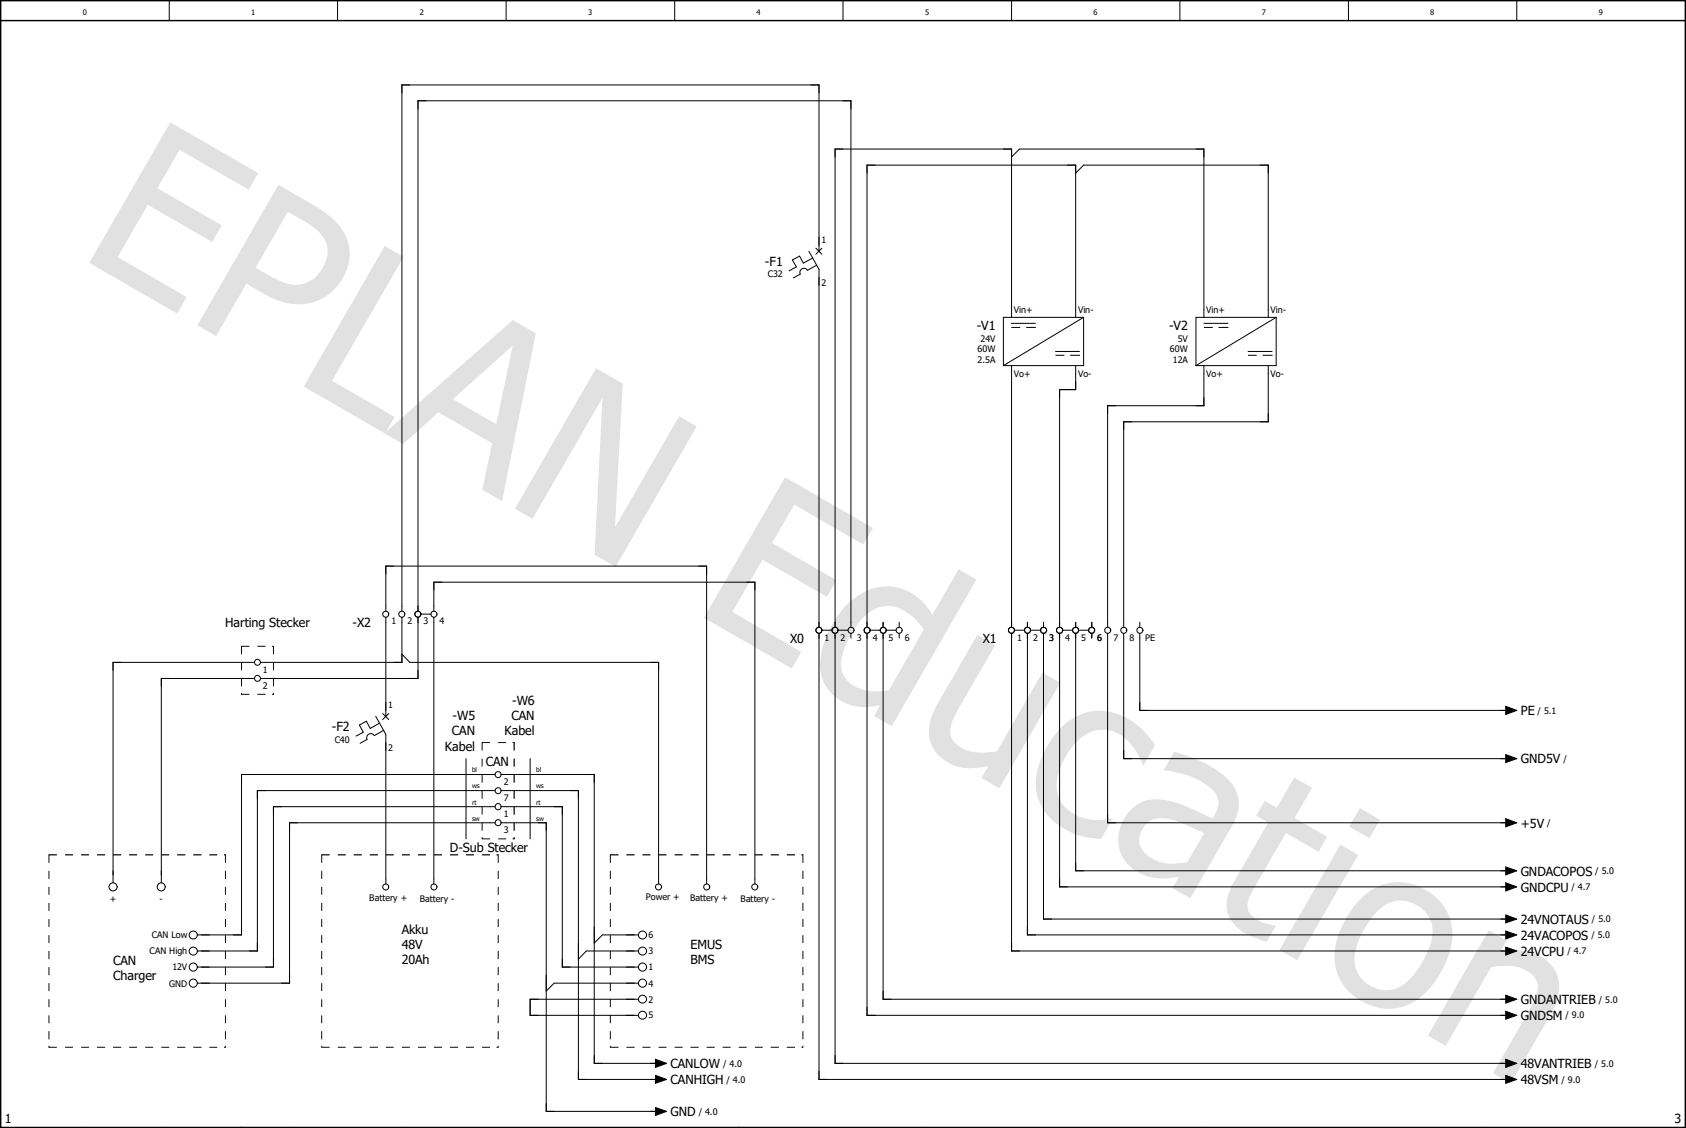 0 1 2 3 4 5 6 7 8 9
EPLAN Education
-F1
C32
1
2
Vin+ Vin- Vin+ Vin-
-V1
24V
60W
2.5A
-V2
5V
60W
12A
Vo+ Vo- Vo+ Vo-
Harting Stecker
1
2
-X2 1 2 3 4
X0 1 2 3 4 5 6
X1 1 2 3 4 5 6 7 8 PE
-F2
C40
1
2
-W5
CAN
Kabel
-W6
CAN
Kabel
CAN
bl 2 bl
ws 7 ws
rt 1 rt
sw 3 sw
D-Sub Stecker
+ -
CAN Low
CAN High
12V
GND
CAN
Charger
Battery + Battery -
Akku
48V
20Ah
Power + Battery + Battery -
6
3
1
4
2
5
EMUS
BMS
CANLOW / 4.0
CANHIGH / 4.0
GND / 4.0
PE / 5.1
GND5V /
+5V /
GNDACOPOS / 5.0
GNDCPU / 4.7
24VNOTAUS / 5.0
24VACOPOS / 5.0
24VCPU / 4.7
GNDANTRIEB / 5.0
GNDSM / 9.0
48VANTRIEB / 5.0
48VSM / 9.0
1 3